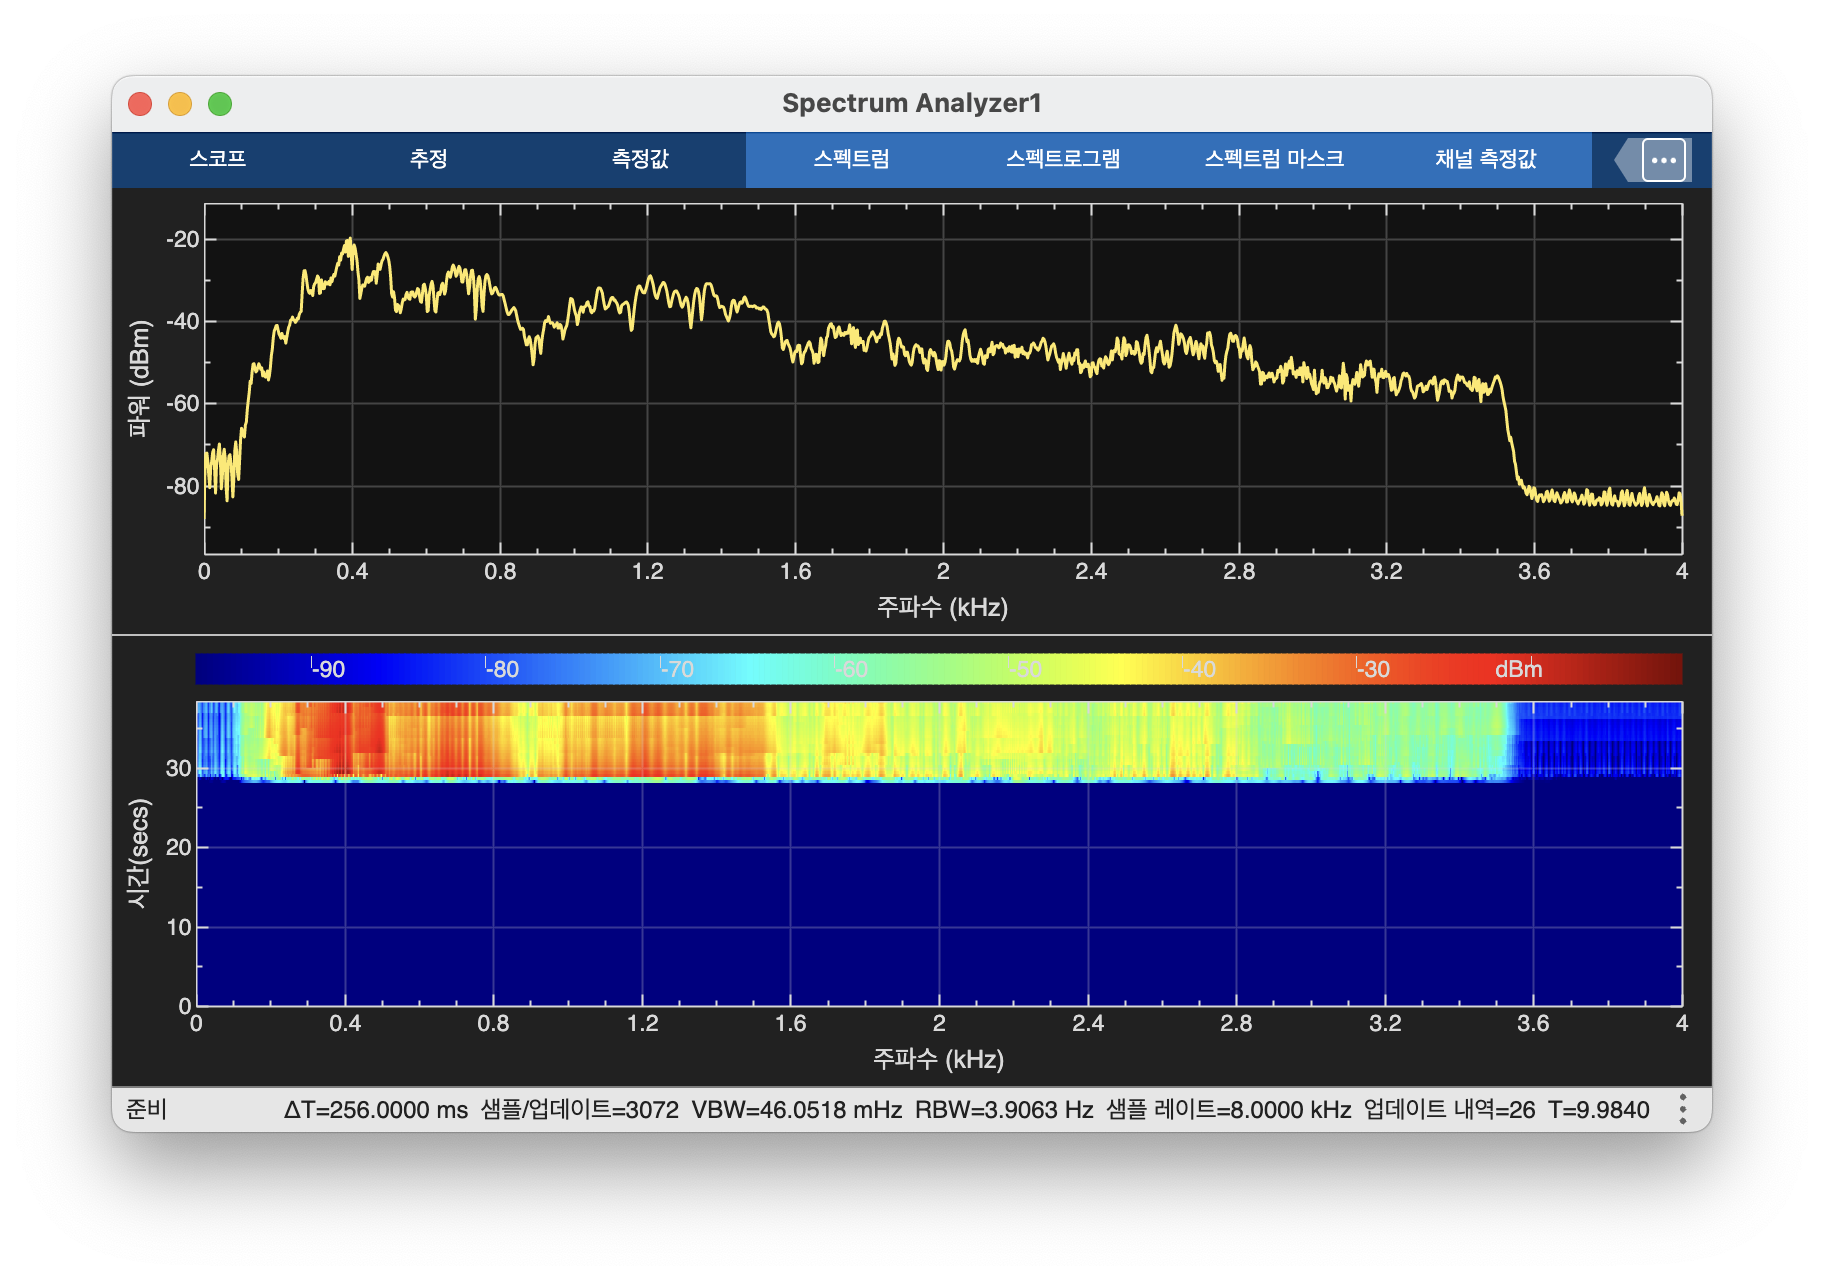 Spectrum Analyzer1
스코프 추정 측정값 스펙트럼 스펙트로그램 스펙트럼 마스크 채널 측정값
-20
-40
-60
-80
파워 (dBm)
0 0.4 0.8 1.2 1.6 2 2.4 2.8 3.2 3.6 4
주파수 (kHz)
-90 -80 -70 -60 -50 -40 -30 dBm
30
20
10
0
시간(secs)
0 0.4 0.8 1.2 1.6 2 2.4 2.8 3.2 3.6 4
주파수 (kHz)
준비 ΔT=256.0000 ms 샘플/업데이트=3072 VBW=46.0518 mHz RBW=3.9063 Hz 샘플 레이트=8.0000 kHz 업데이트 내역=26 T=9.9840